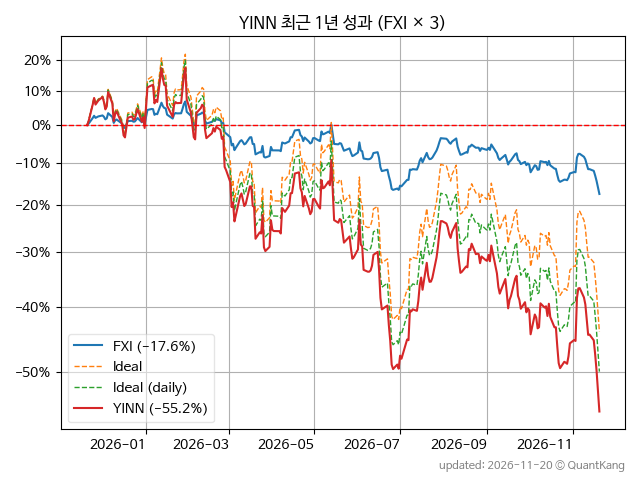 YINN 최근 1년 성과 (FXI × 3)
20%
10%
0%
−10%
−20%
−30%
−40%
−50%
FXI (−17.6%)
Ideal
Ideal (daily)
YINN (−55.2%)
2026-01 2026-03 2026-05 2026-07 2026-09 2026-11
updated: 2026-11-20 © QuantKang